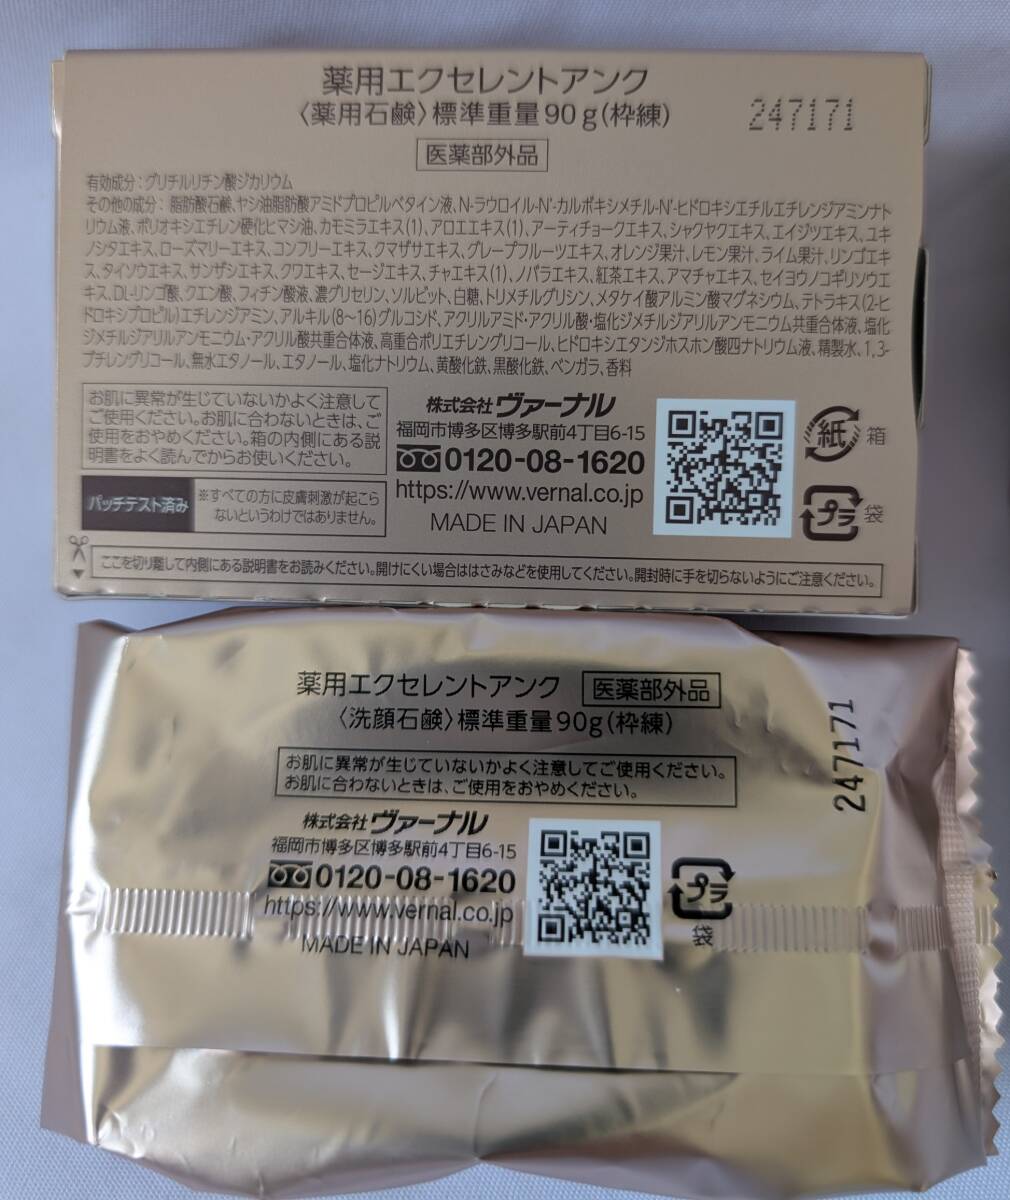 薬用エクセレントアンク
〈薬用石鹸〉標準重量90g(枠練)
247171
医薬部外品
有効成分:グリチルリチン酸ジカリウム
その他の成分:脂肪酸石鹸、ヤシ油脂肪酸アミドプロピルベタイン液、N-ラウロイル-N'-カルボキシメチル-N'-ヒドロキシエチルエチレンジアミンナト
リウム液、ポリオキシエチレン硬化ヒマシ油、カモミラエキス(1)、アロエエキス(1)、アーティチョークエキス、シャクヤクエキス、エイジツエキス、ユキ
ノシタエキス、ローズマリーエキス、コンフリーエキス、クマザサエキス、グレープフルーツエキス、オレンジ果汁、レモン果汁、ライム果汁、リンゴエキ
ス、タイソウエキス、サンザシエキス、クワエキス、セージエキス、チャエキス(1)、ノバラエキス、紅茶エキス、アマチャエキス、セイヨウノコギリソウエ
キス、DL-リンゴ酸、クエン酸、フィチン酸液、濃グリセリン、ソルビット、白糖、トリメチルグリシン、メタケイ酸アルミン酸マグネシウム、テトラキス(2-ヒ
ドロキシプロピル)エチレンジアミン、アルキル(8~16)グルコシド、アクリルアミド・アクリル酸・塩化ジメチルジアリルアンモニウム共重合体液、塩化
ジメチルジアリルアンモニウム・アクリル酸共重合体液、高重合ポリエチレングリコール、ヒドロキシエタンジホスホン酸四ナトリウム液、精製水、1,3-
ブチレングリコール、無水エタノール、エタノール、塩化ナトリウム、黄酸化鉄、黒酸化鉄、ベンガラ、香料
お肌に異常が生じていないかよく注意して
ご使用ください。お肌に合わないときは、ご
使用をおやめください。箱の内側にある説
明書をよく読んでからお使いください。
パッチテスト済み
※すべての方に皮膚刺激が起こら
ないというわけではありません。
株式会社ヴァーナル
福岡市博多区博多駅前4丁目6-15
0120-08-1620
https://www.vernal.co.jp
MADE IN JAPAN
紙
箱
プラ
袋
ここを切り離して内側にある説明書をお読みください。開けにくい場合ははさみなどを使用してください。開封時に手を切らないようにご注意ください。
薬用エクセレントアンク
医薬部外品
〈洗顔石鹸〉標準重量90g(枠練)
247171
お肌に異常が生じていないかよく注意してご使用ください。
お肌に合わないときは、ご使用をおやめください。
株式会社ヴァーナル
福岡市博多区博多駅前4丁目6-15
0120-08-1620
https://www.vernal.co.jp
MADE IN JAPAN
プラ
袋